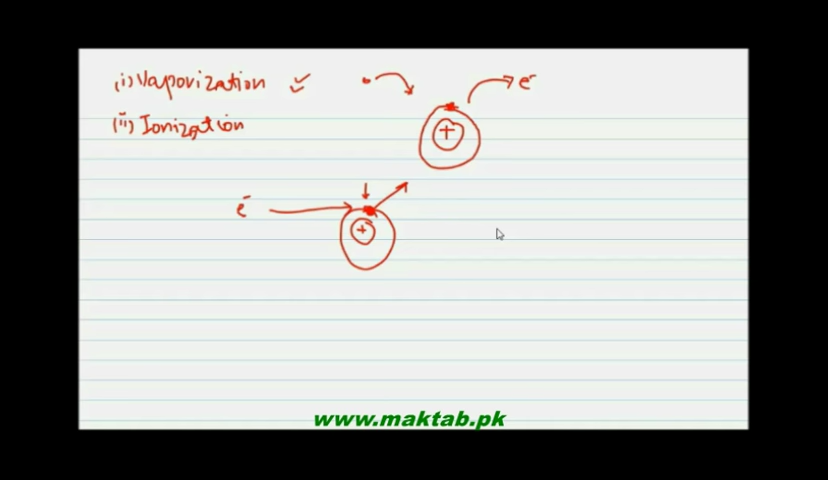 (i) Vaporization ✓
e⁻
(ii) Ionization
+
e⁻
+
www.maktab.pk